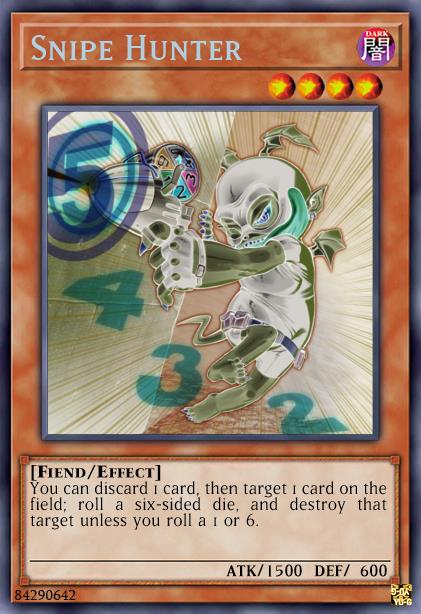 SNIPE HUNTER
DARK
闇
5
2
3
4
3
2
[FIEND/EFFECT]
You can discard 1 card, then target 1 card on the
field; roll a six-sided die, and destroy that
target unless you roll a 1 or 6.
ATK/1500 DEF/ 600
84290642